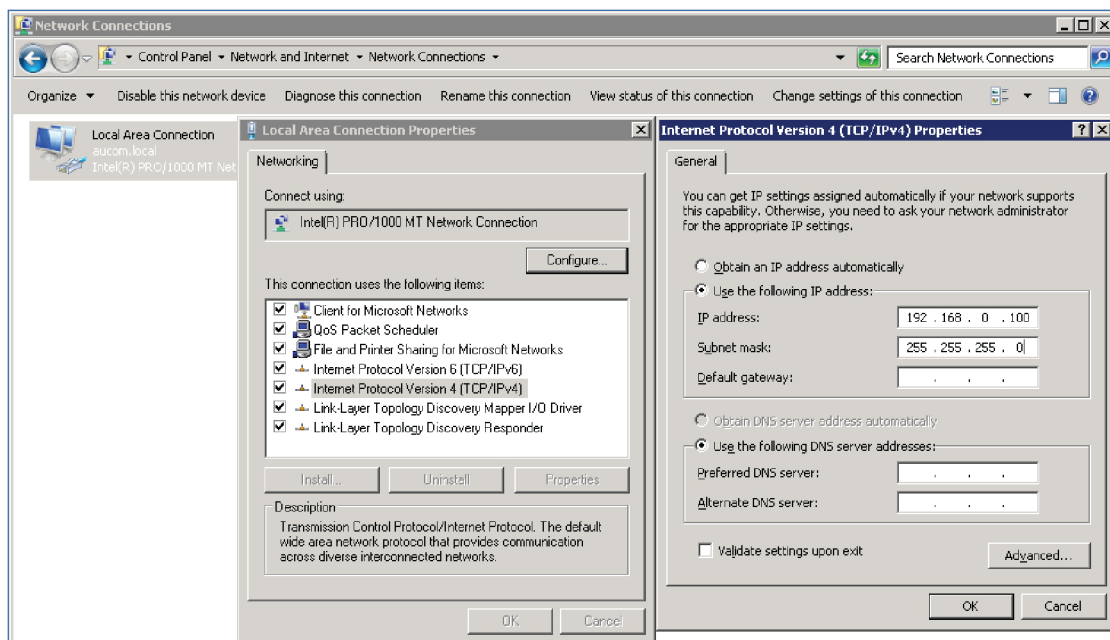 Network Connections
Control Panel Network and Internet Network Connections
Search Network Connections
Organize Disable this network device Diagnose this connection Rename this connection View status of this connection Change settings of this connection
Local Area Connection
aucom.local
Intel(R) PRO/1000 MT Net
Local Area Connection Properties
Networking
Connect using:
Intel(R) PRO/1000 MT Network Connection
Configure...
This connection uses the following items:
Client for Microsoft Networks
QoS Packet Scheduler
File and Printer Sharing for Microsoft Networks
Internet Protocol Version 6 (TCP/IPv6)
Internet Protocol Version 4 (TCP/IPv4)
Link-Layer Topology Discovery Mapper I/O Driver
Link-Layer Topology Discovery Responder
Install... Uninstall Properties
Description
Transmission Control Protocol/Internet Protocol. The default
wide area network protocol that provides communication
across diverse interconnected networks.
OK Cancel
Internet Protocol Version 4 (TCP/IPv4) Properties
General
You can get IP settings assigned automatically if your network supports
this capability. Otherwise, you need to ask your network administrator
for the appropriate IP settings.
Obtain an IP address automatically
Use the following IP address:
IP address: 192 . 168 . 0 . 100
Subnet mask: 255 . 255 . 255 . 0
Default gateway: . . .
Obtain DNS server address automatically
Use the following DNS server addresses:
Preferred DNS server: . . .
Alternate DNS server: . . .
Validate settings upon exit
Advanced...
OK Cancel